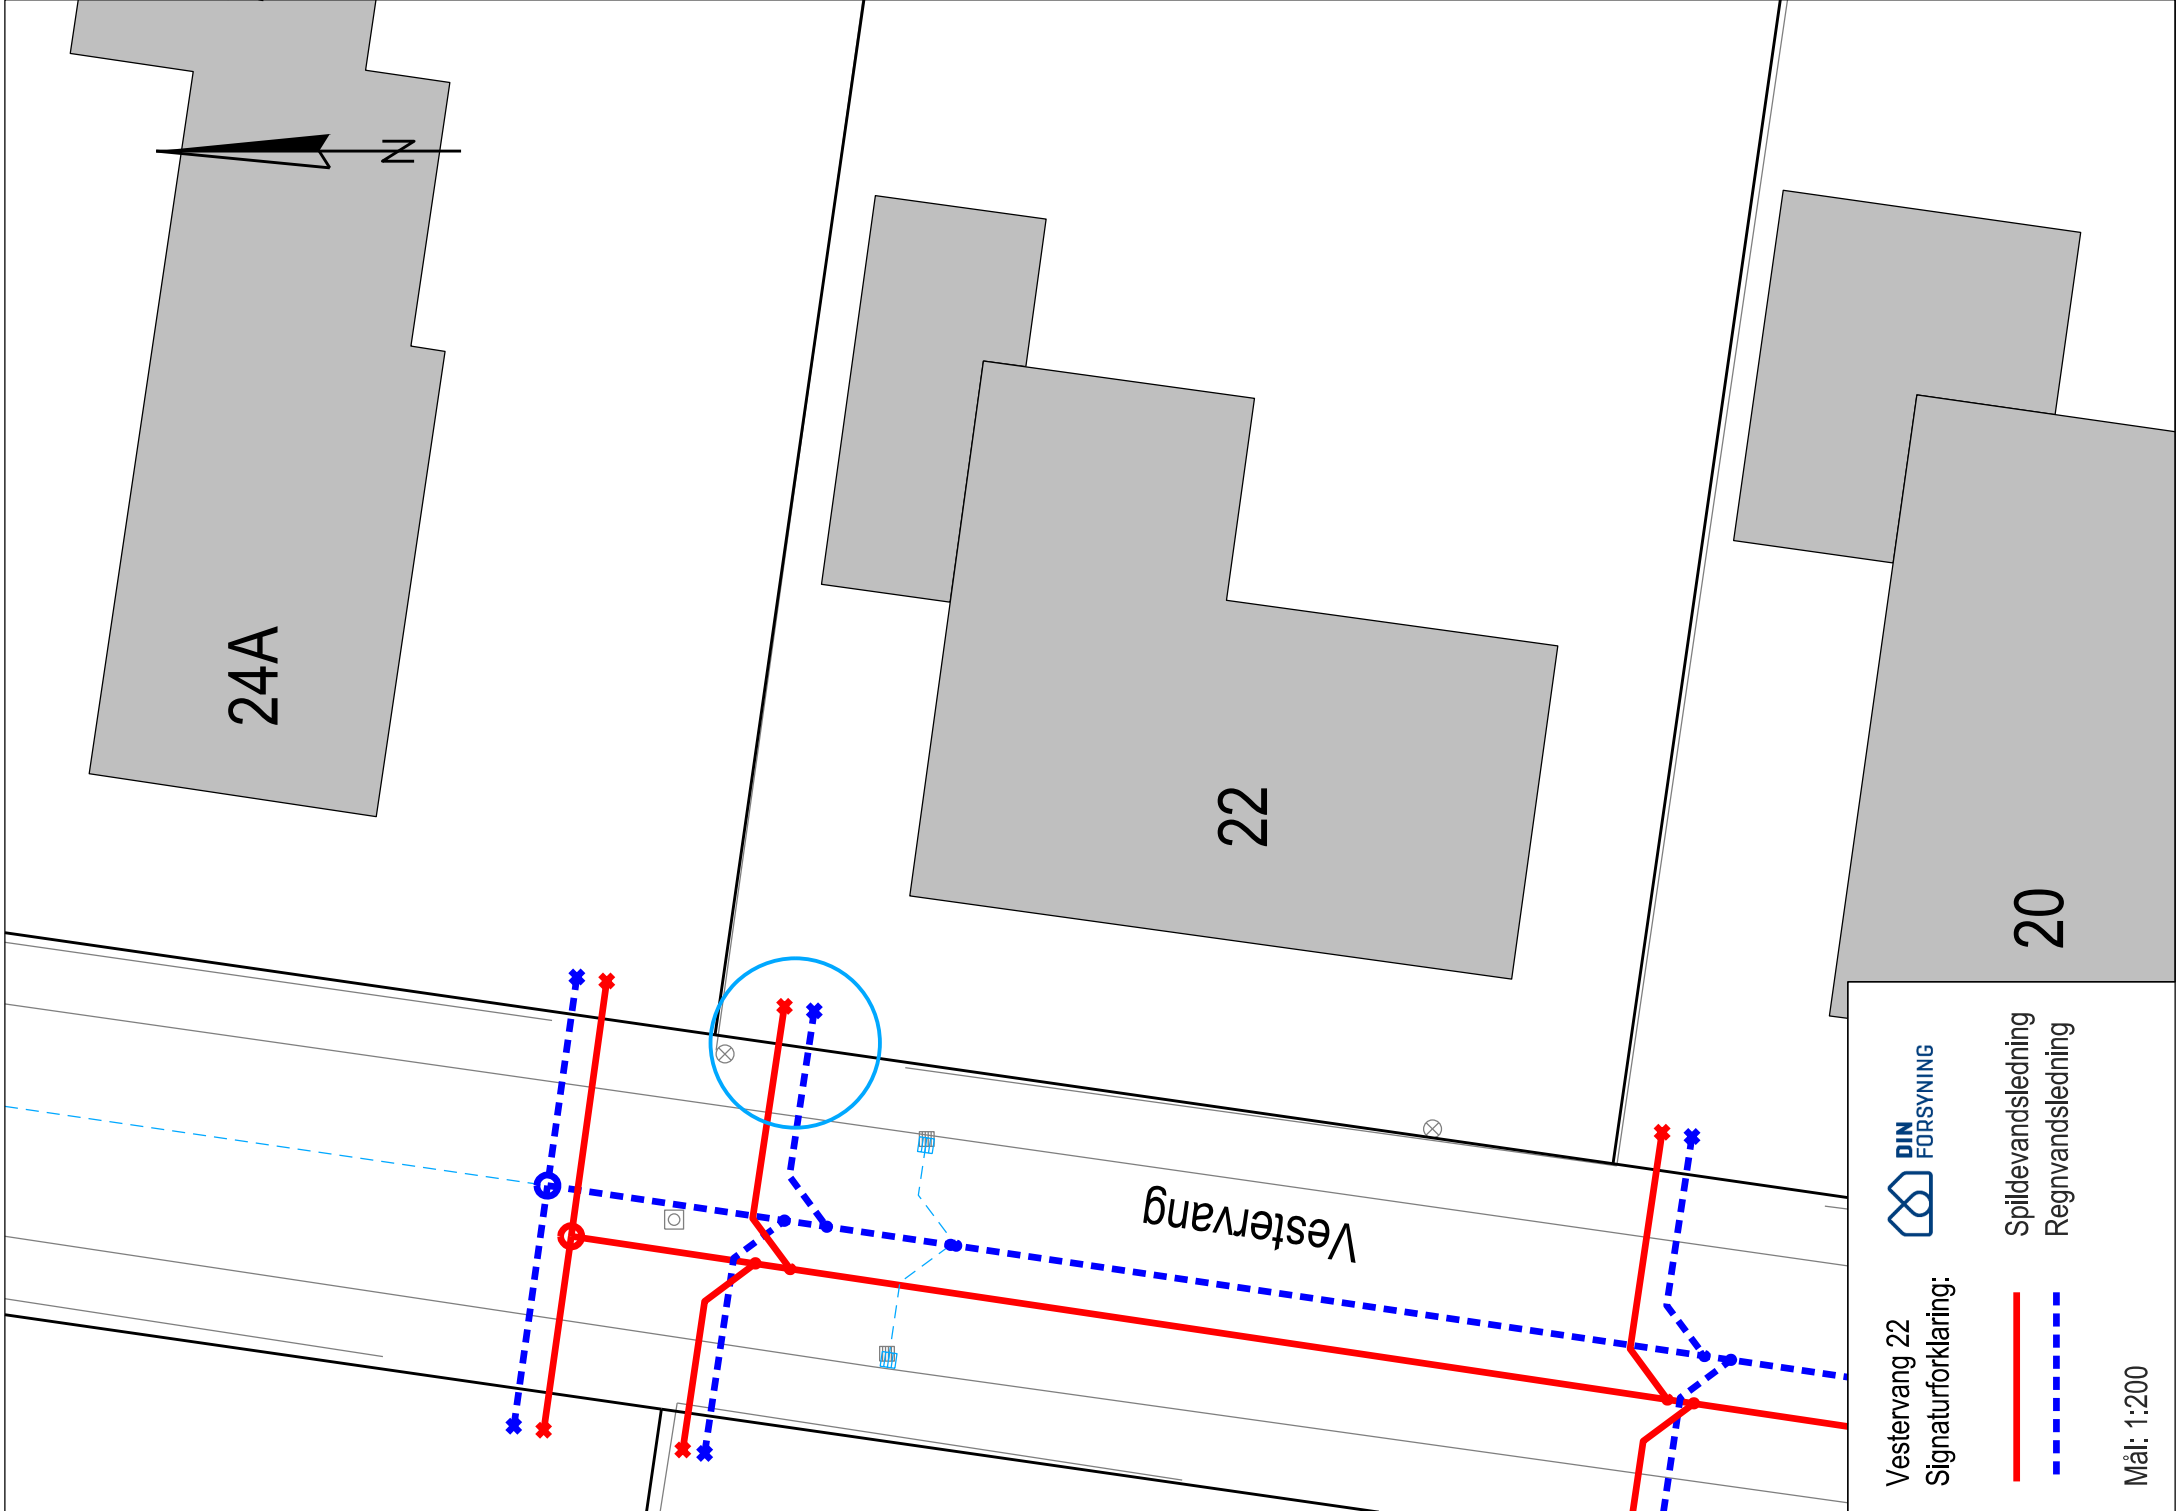 24A
N
22
20
Vestervang
DIN
FORSYNING
Vestervang 22
Signaturforklaring:
Spildevandsledning
Regnvandsledning
Mål: 1:200